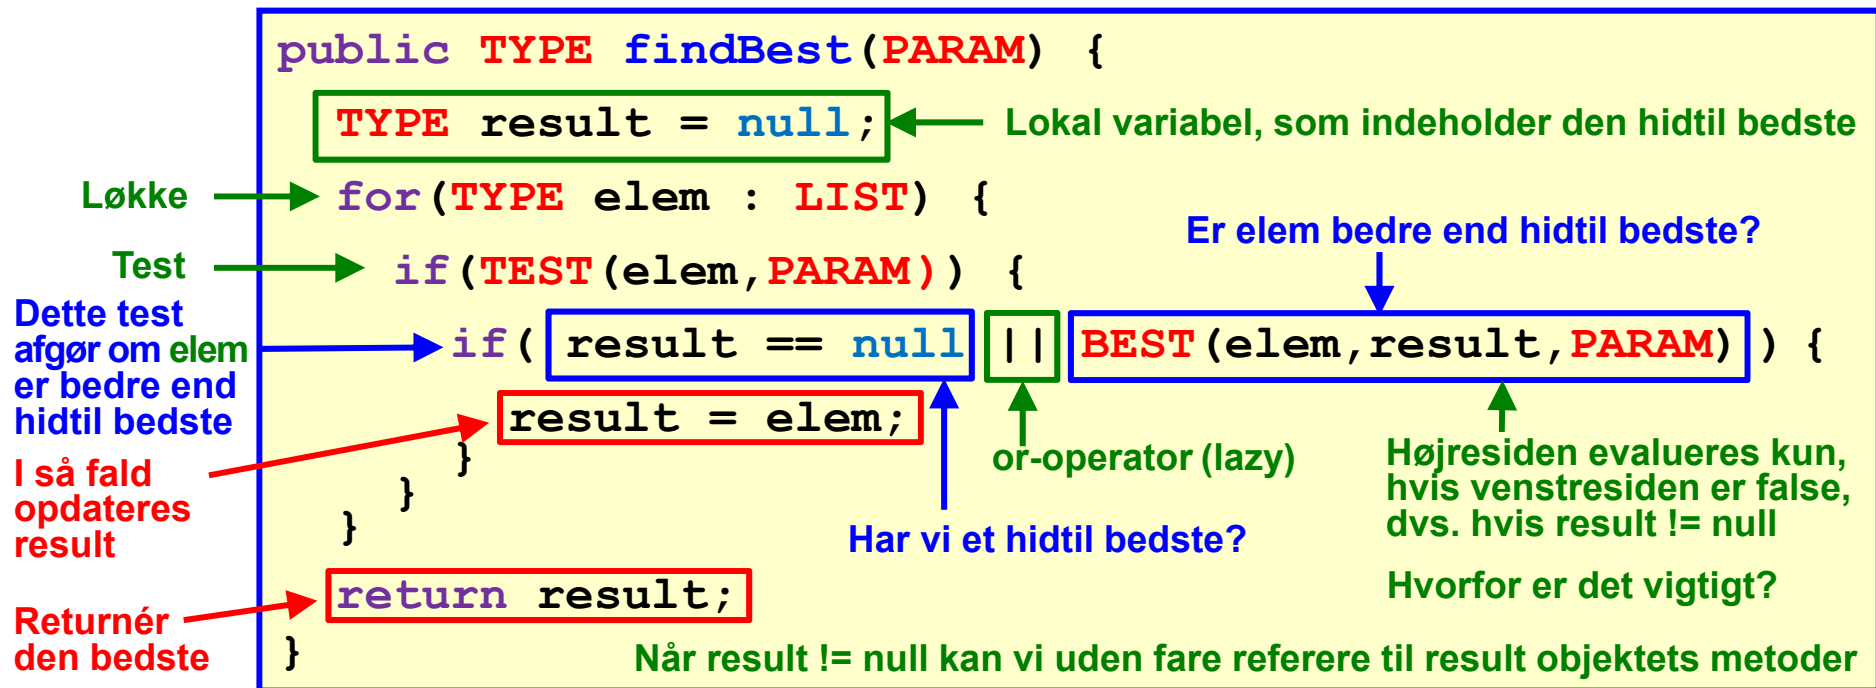 public TYPE findBest(PARAM) {
TYPE result = null;
Lokal variabel, som indeholder den hidtil bedste
Løkke
for(TYPE elem : LIST) {
Er elem bedre end hidtil bedste?
Test
if(TEST(elem,PARAM)) {
Dette test
afgør om elem
er bedre end
hidtil bedste
if( result == null || BEST(elem,result,PARAM) ) {
result = elem;
}
or-operator (lazy)
Højresiden evalueres kun,
hvis venstresiden er false,
dvs. hvis result != null
I så fald
opdateres
result
}
}
Har vi et hidtil bedste?
Hvorfor er det vigtigt?
return result;
Returnér
den bedste
}
Når result != null kan vi uden fare referere til result objektets metoder